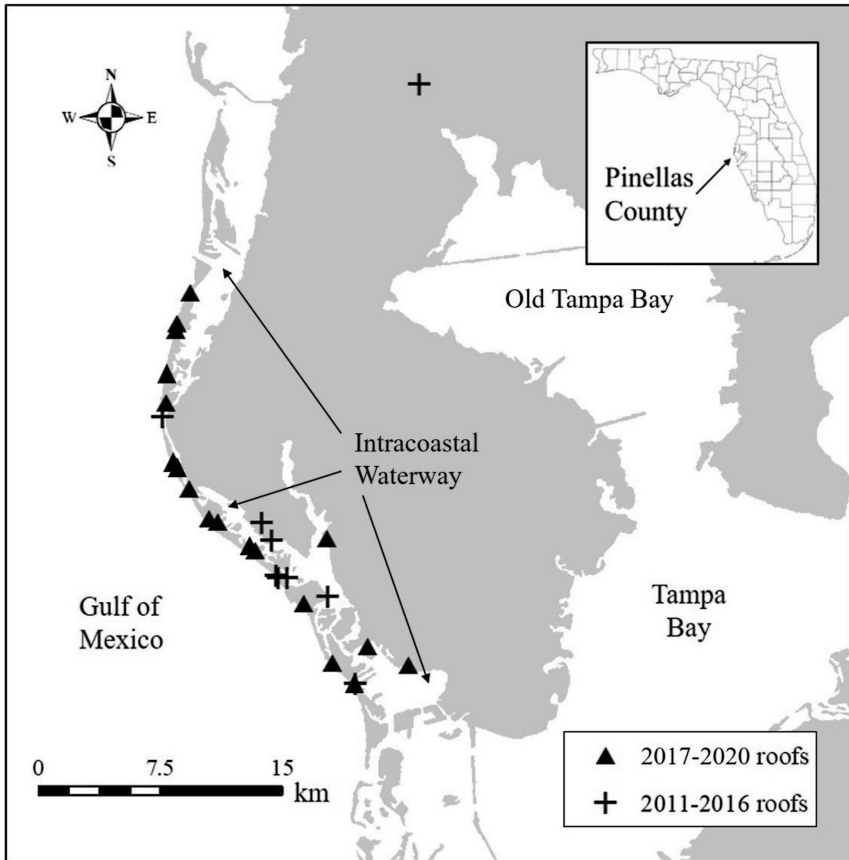 N
W E
S
Pinellas
County
Old Tampa Bay
Intracoastal
Waterway
Gulf of
Mexico
Tampa
Bay
0 7.5 15
km
2017-2020 roofs
2011-2016 roofs